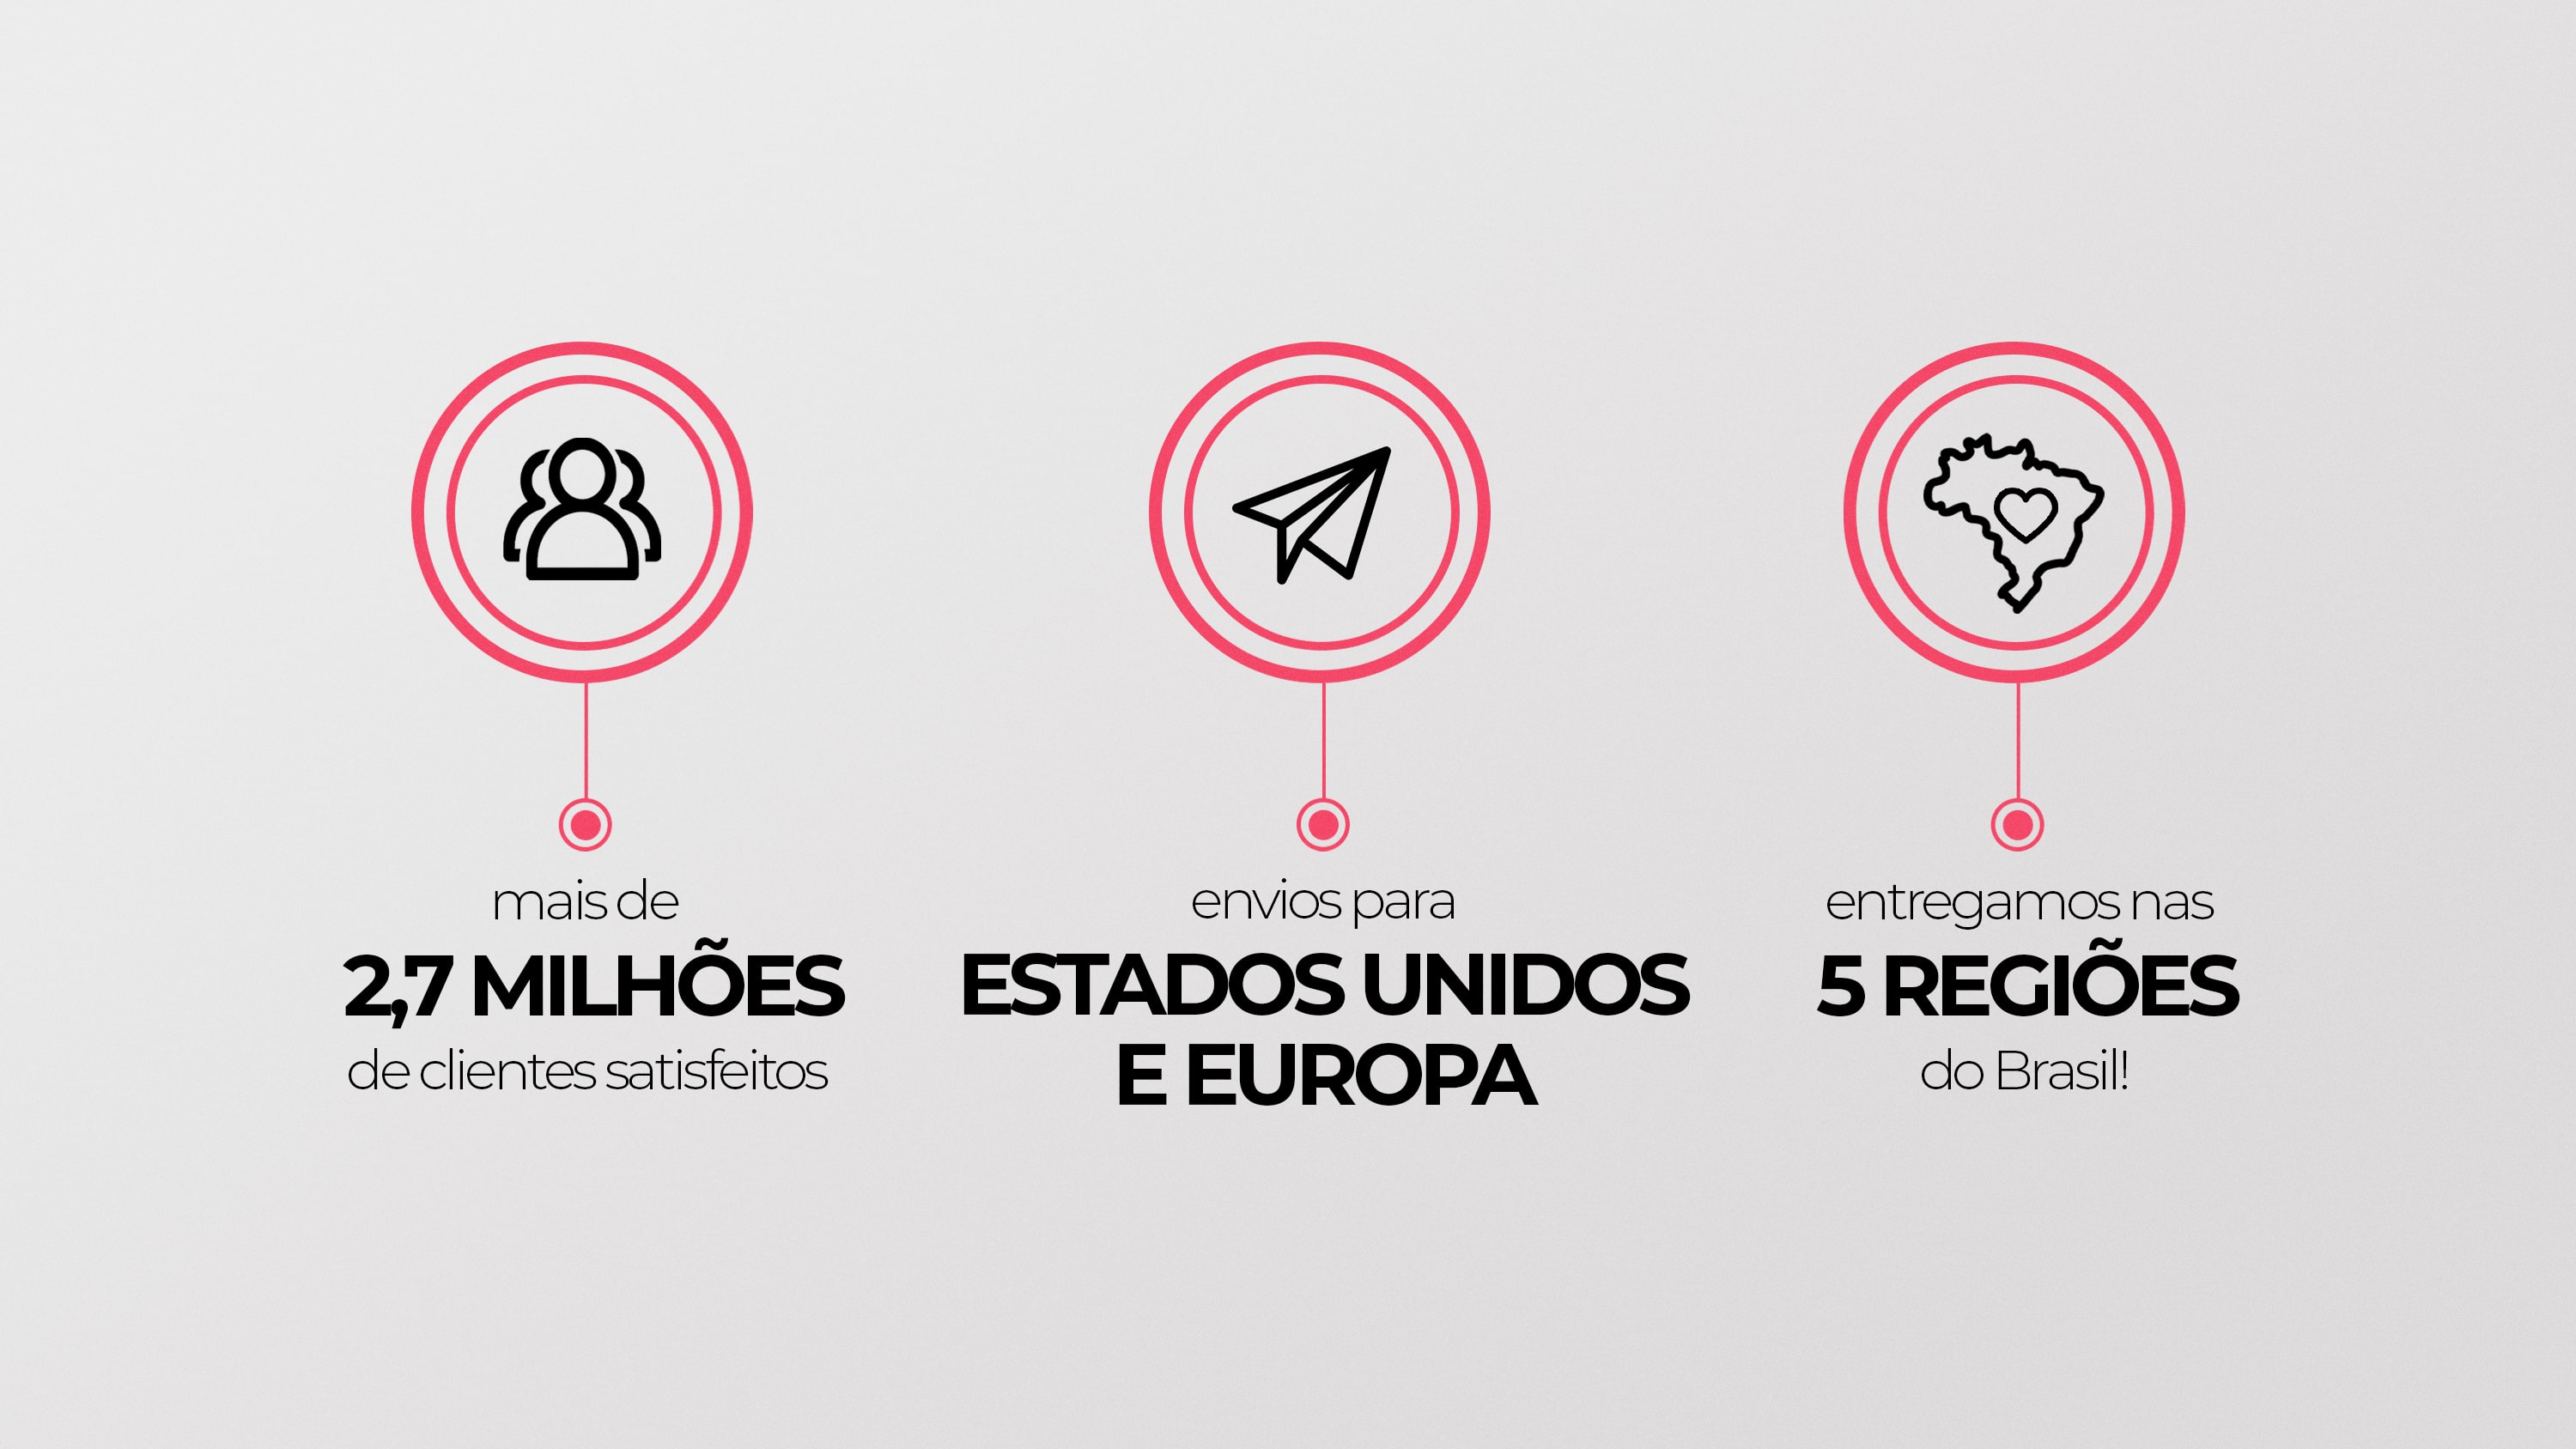 mais de
2,7 MILHÕES
de clientes satisfeitos
envios para
ESTADOS UNIDOS
E EUROPA
entregamos nas
5 REGIÕES
do Brasil!